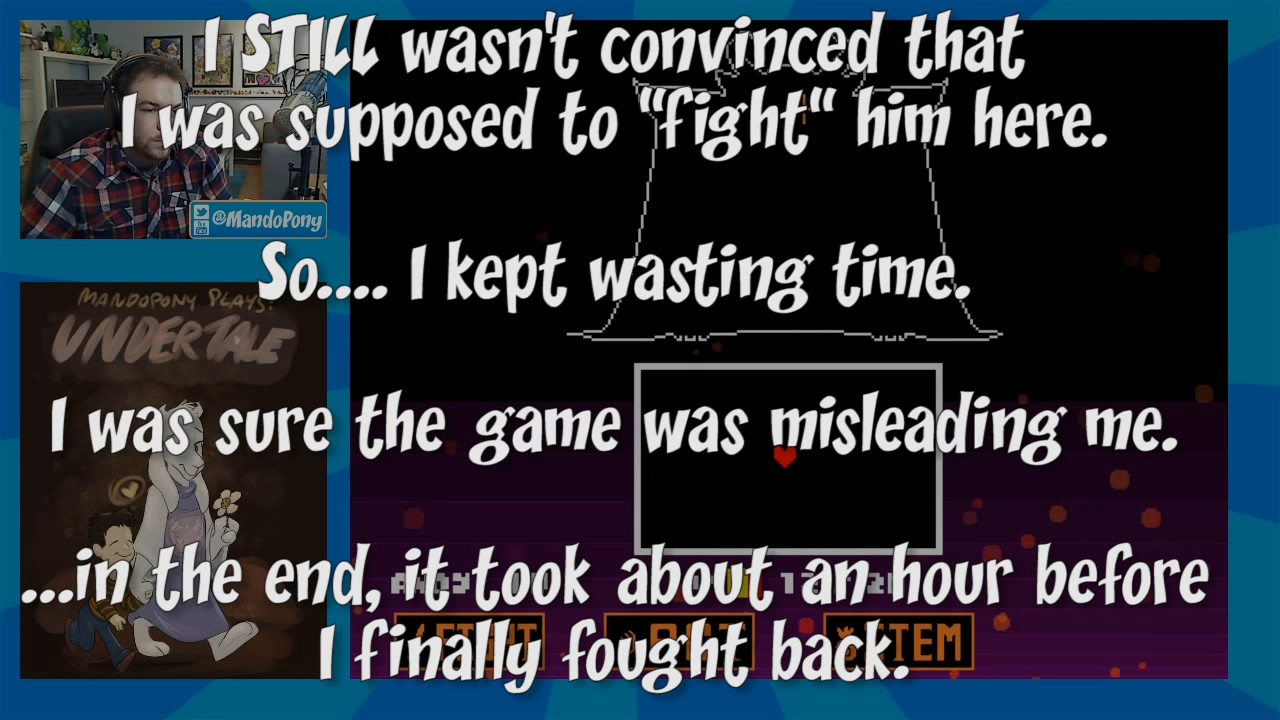 I STILL wasn't convinced that
I was supposed to "fight" him here.
@MandoPony
So.... I kept wasting time.
MANDOPONY PLAYS:
UNDERTALE
I was sure the game was misleading me.
...in the end, it took about an hour before
I finally fought back.
FIGHT
ITEM